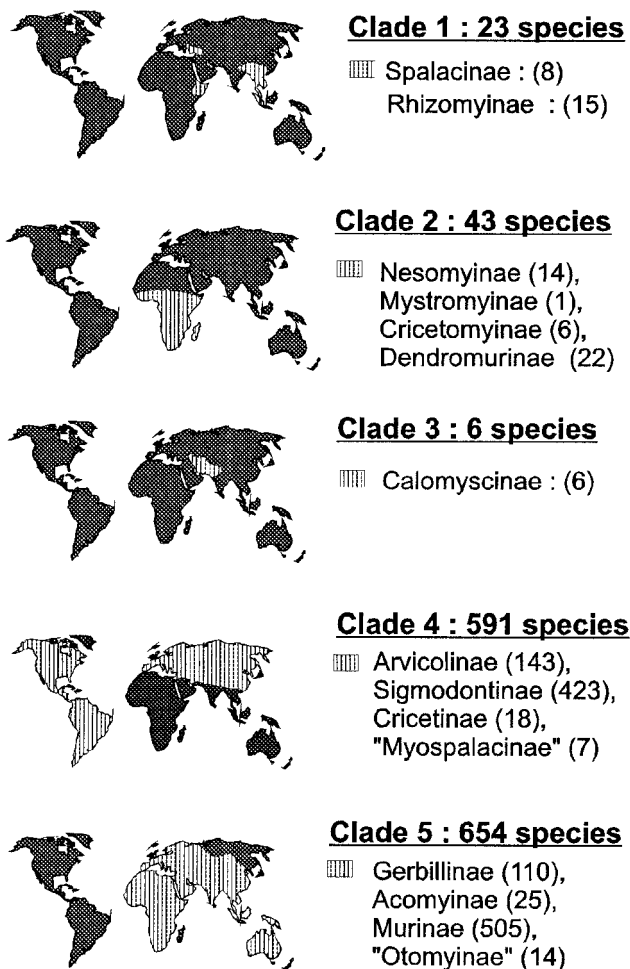 Clade 1 : 23 species
Spalacinae : (8)
Rhizomyinae : (15)
Clade 2 : 43 species
Nesomyinae (14),
Mystromyinae (1),
Cricetomyinae (6),
Dendromurinae (22)
Clade 3 : 6 species
Calomyscinae : (6)
Clade 4 : 591 species
Arvicolinae (143),
Sigmodontinae (423),
Cricetinae (18),
"Myospalacinae" (7)
Clade 5 : 654 species
Gerbillinae (110),
Acomyinae (25),
Murinae (505),
"Otomyinae" (14)